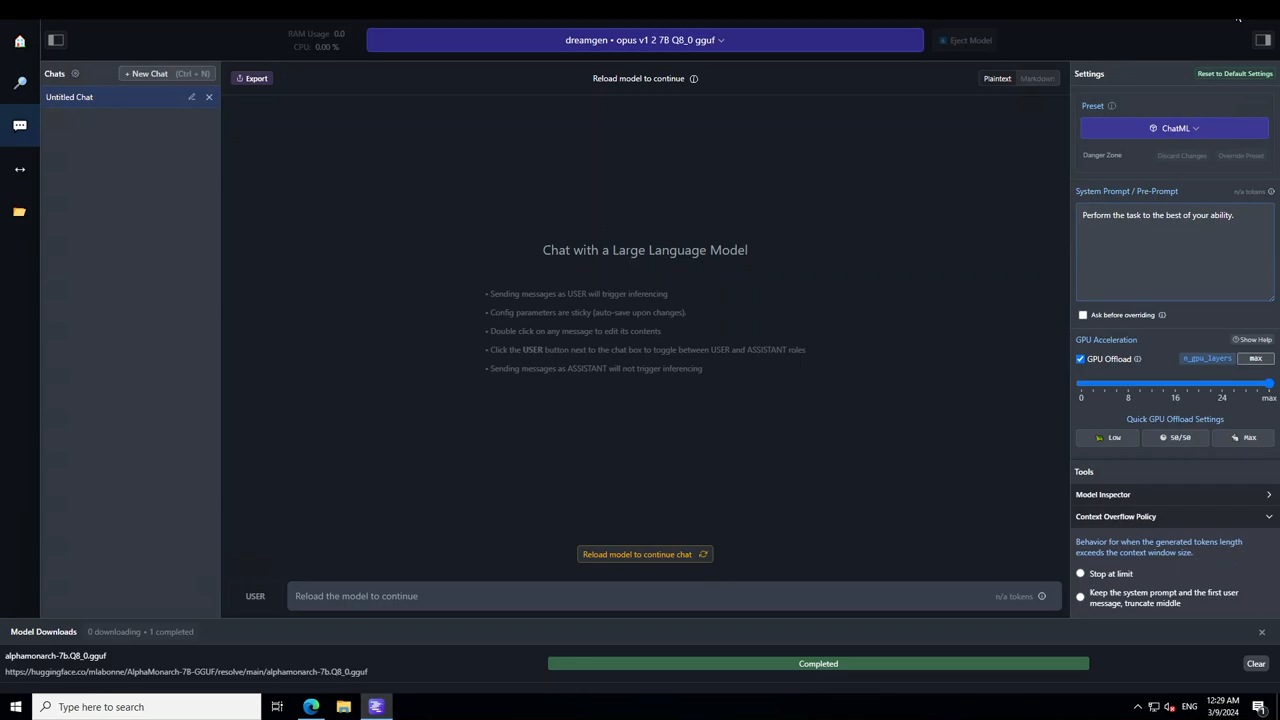 RAM Usage 0.0
CPU: 0.00 %
dreamgen • opus v1 2 7B Q8_0 gguf
Eject Model
Chats
+ New Chat (Ctrl + N)
Untitled Chat
Export
Reload model to continue
Plaintext
Markdown
Chat with a Large Language Model
• Sending messages as USER will trigger inferencing
• Config parameters are sticky (auto-save upon changes).
• Double click on any message to edit its contents
• Click the USER button next to the chat box to toggle between USER and ASSISTANT roles
• Sending messages as ASSISTANT will not trigger inferencing
Reload model to continue chat
USER
Reload the model to continue
n/a tokens
Settings
Reset to Default Settings
Preset
ChatML
Danger Zone
Discard Changes
Override Preset
System Prompt / Pre-Prompt
n/a tokens
Perform the task to the best of your ability.
Ask before overriding
GPU Acceleration
Show Help
GPU Offload
n_gpu_layers
max
0 8 16 24 max
Quick GPU Offload Settings
Low
50/50
Max
Tools
Model Inspector
Context Overflow Policy
Behavior for when the generated tokens length
exceeds the context window size.
Stop at limit
Keep the system prompt and the first user
message, truncate middle
Model Downloads
0 downloading • 1 completed
alphamonarch-7b.Q8_0.gguf
https://huggingface.co/mlabonne/AlphaMonarch-7B-GGUF/resolve/main/alphamonarch-7b.Q8_0.gguf
Completed
Clear
Type here to search
ENG
12:29 AM
3/9/2024
1